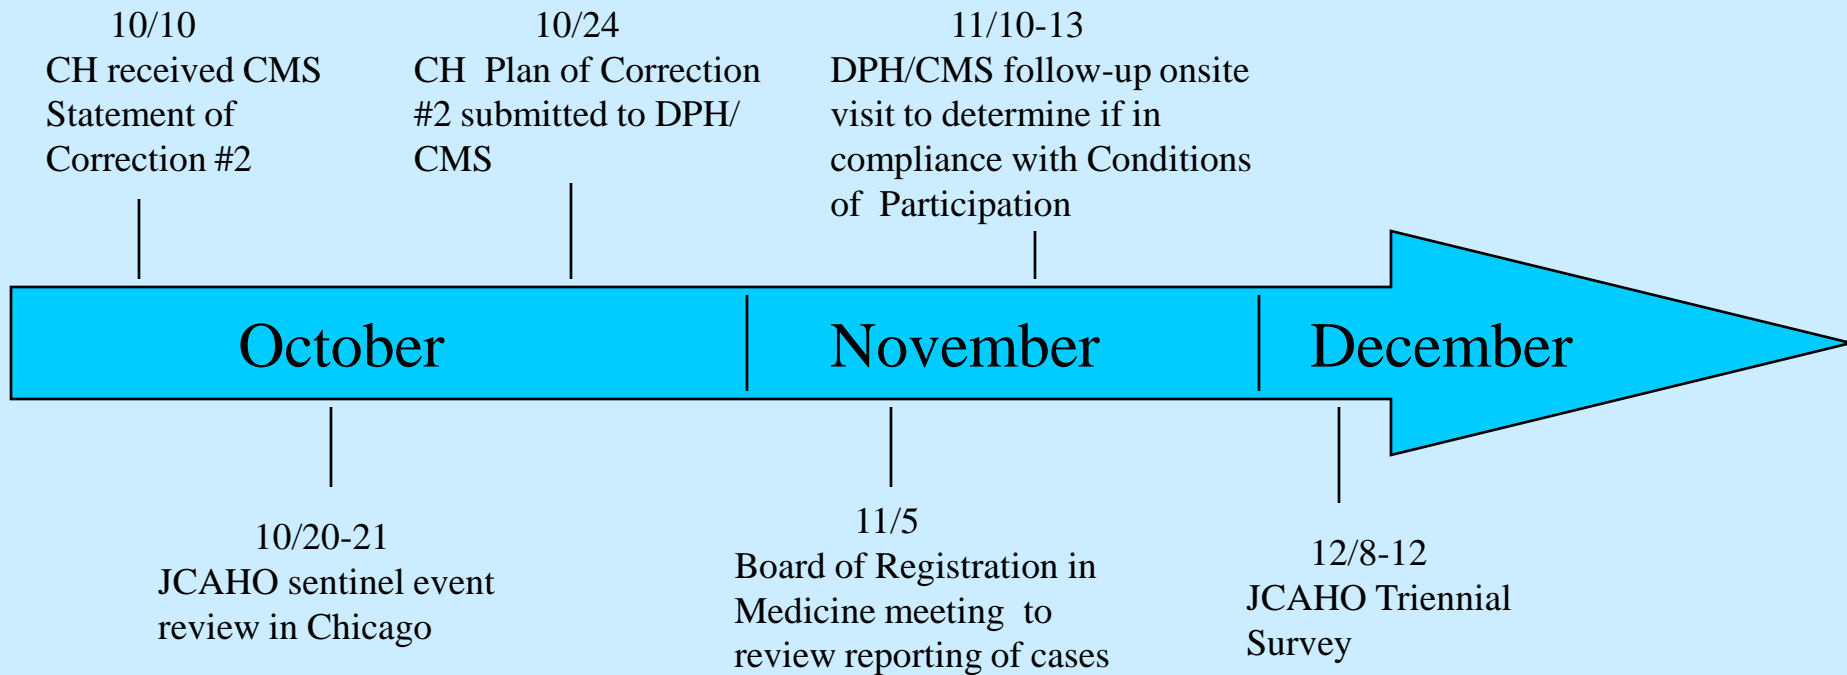 10/10
CH received CMS
Statement of
Correction #2
10/24
CH Plan of Correction
#2 submitted to DPH/
CMS
11/10-13
DPH/CMS follow-up onsite
visit to determine if in
compliance with Conditions
of Participation
October
November
December
10/20-21
JCAHO sentinel event
review in Chicago
11/5
Board of Registration in
Medicine meeting to
review reporting of cases
12/8-12
JCAHO Triennial
Survey